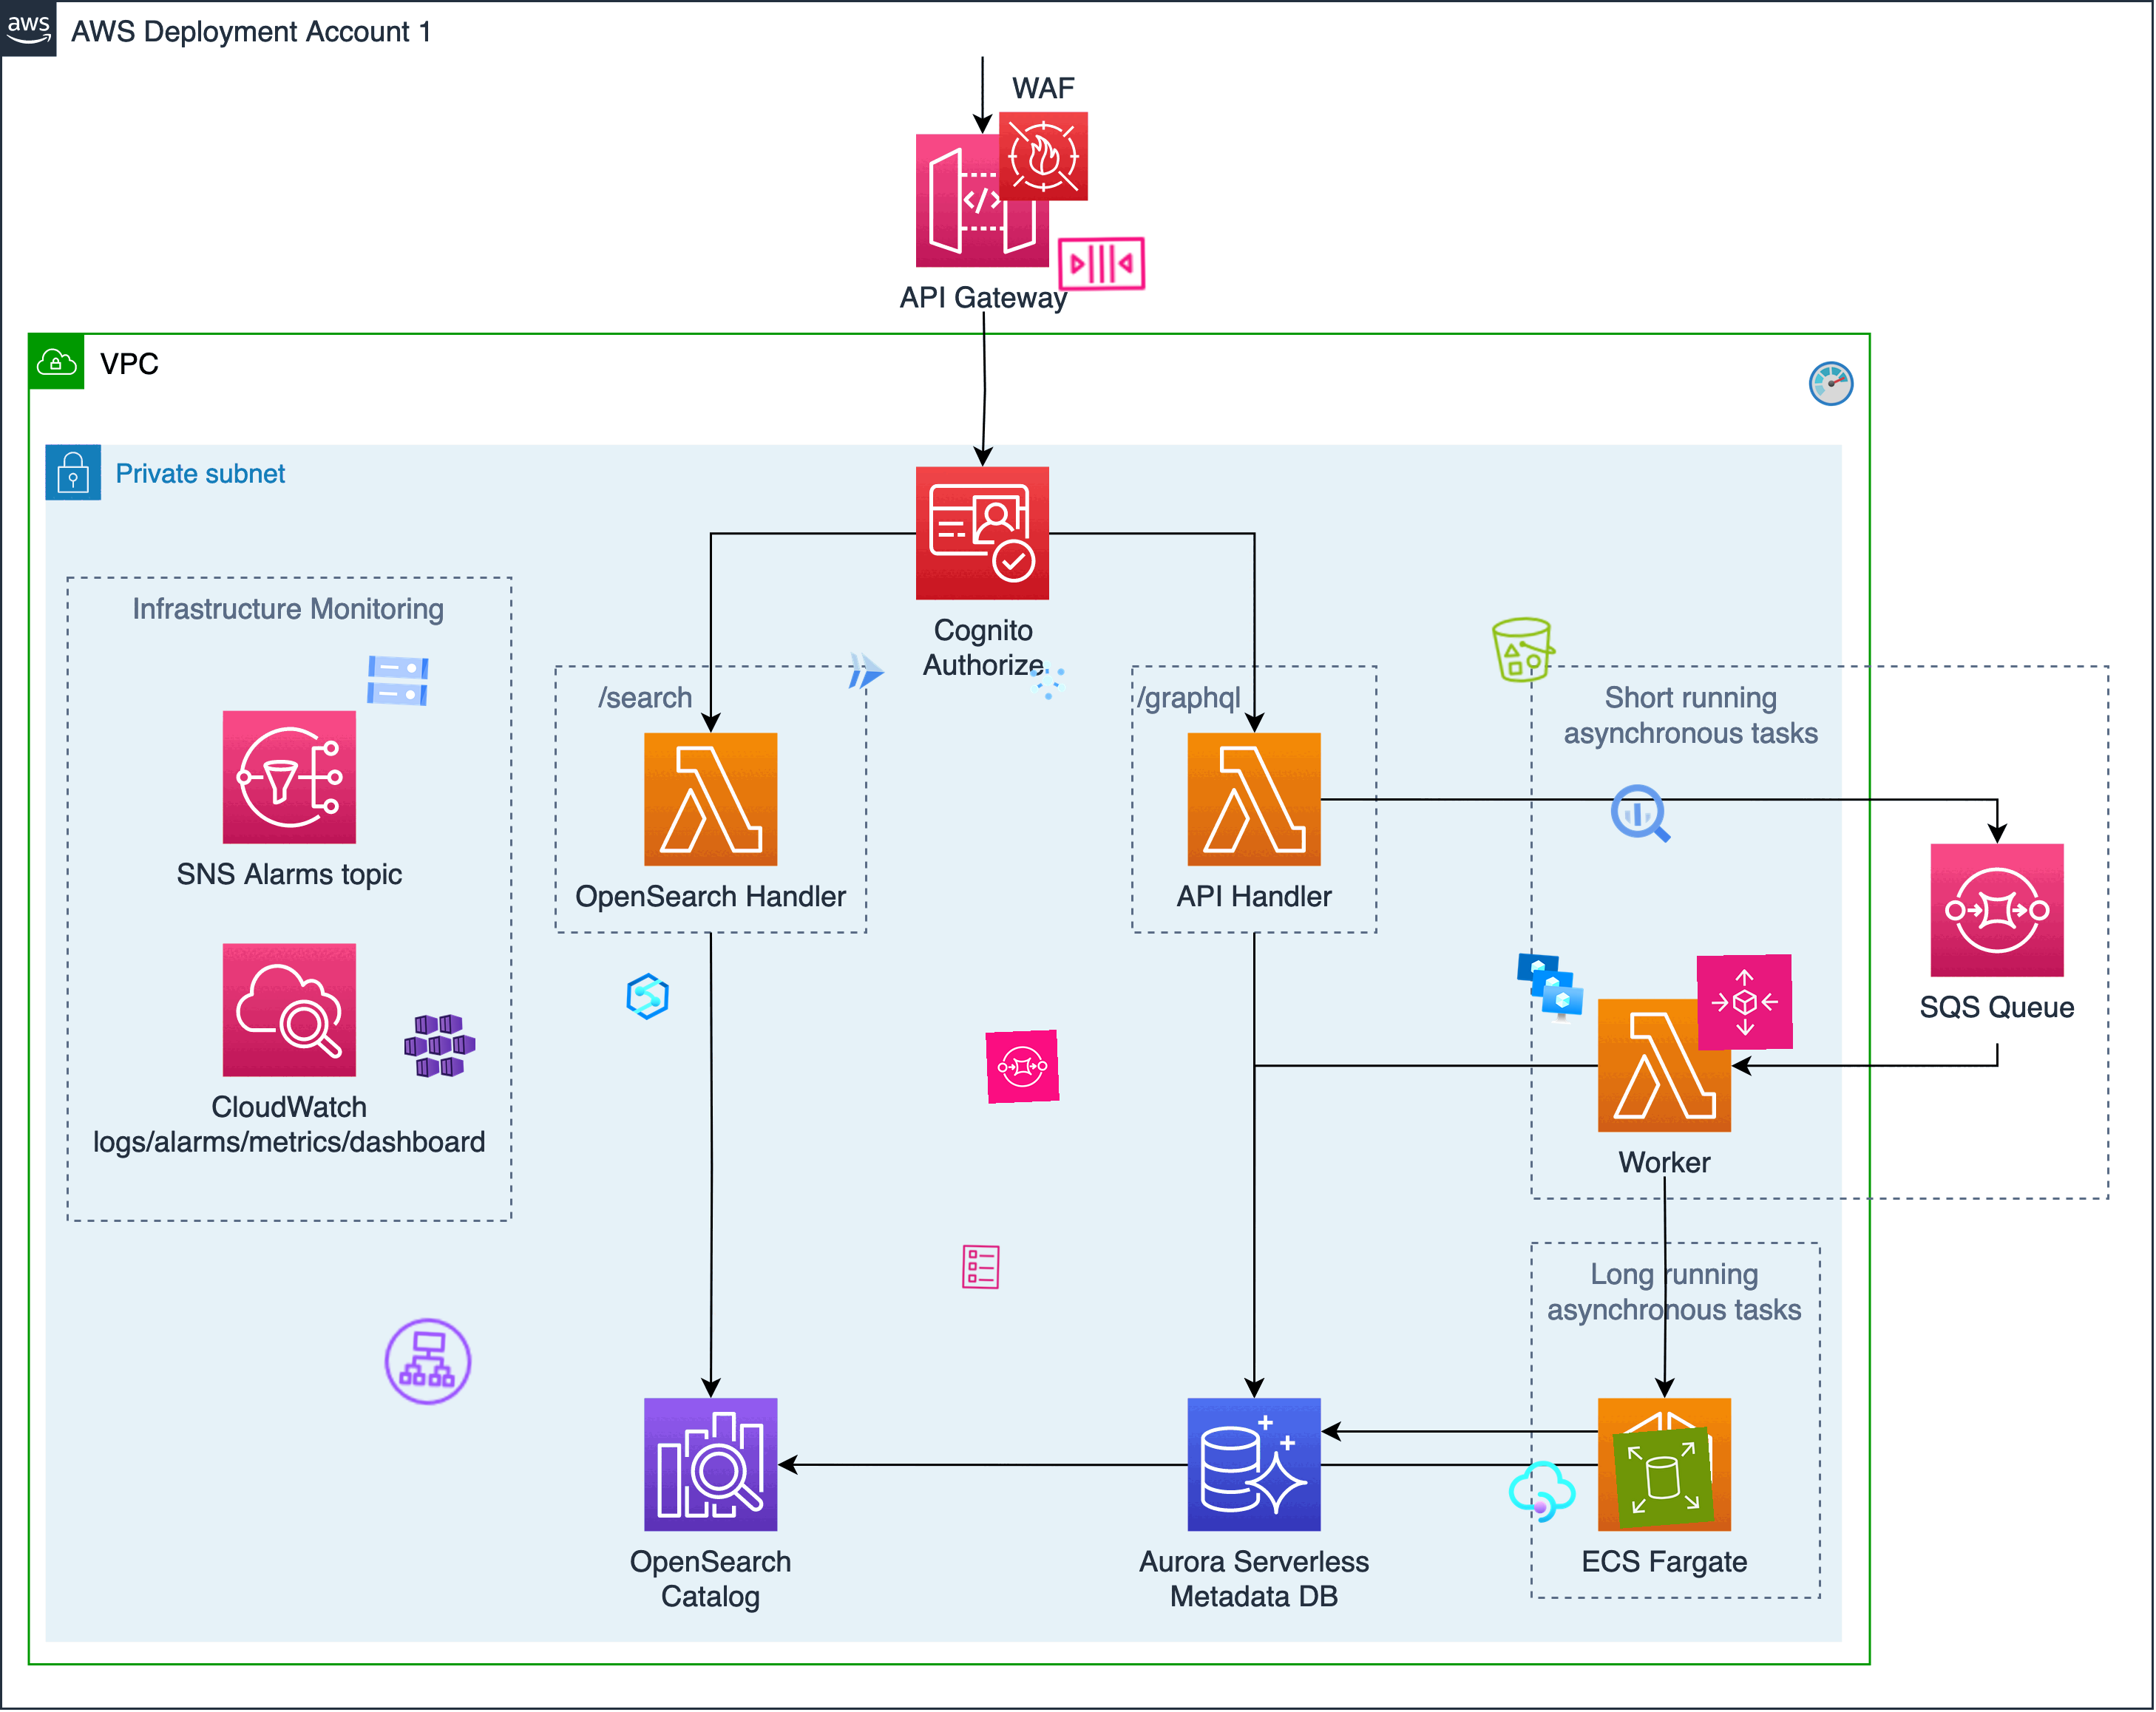 aws
AWS Deployment Account 1
WAF
API Gateway
VPC
Private subnet
Cognito
Authorize
Infrastructure Monitoring
/search
/graphql
Short running
asynchronous tasks
SNS Alarms topic
OpenSearch Handler
API Handler
SQS Queue
CloudWatch
logs/alarms/metrics/dashboard
Worker
Long running
asynchronous tasks
OpenSearch
Catalog
Aurora Serverless
Metadata DB
ECS Fargate